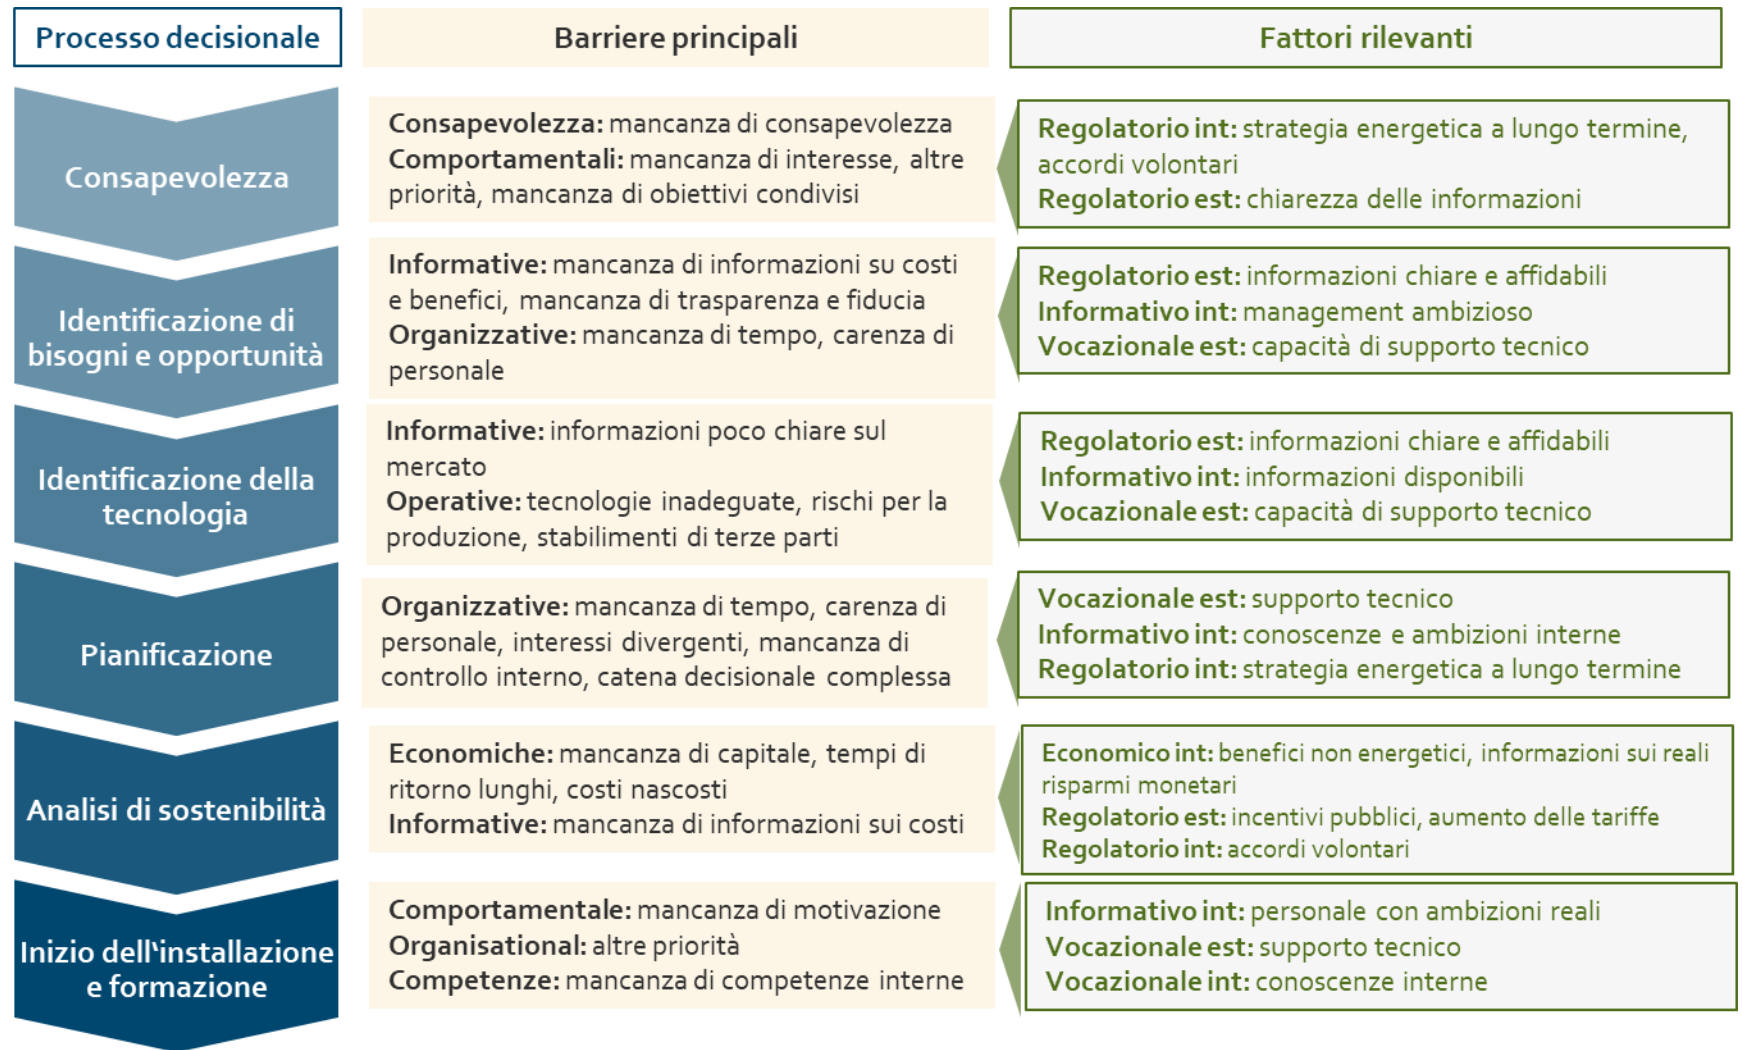 Processo decisionale
Barriere principali
Fattori rilevanti
Consapevolezza
Consapevolezza: mancanza di consapevolezza
Comportamentali: mancanza di interesse, altre
priorità, mancanza di obiettivi condivisi
Regolatorio int: strategia energetica a lungo termine,
accordi volontari
Regolatorio est: chiarezza delle informazioni
Identificazione di
bisogni e opportunità
Informative: mancanza di informazioni su costi
e benefici, mancanza di trasparenza e fiducia
Organizzative: mancanza di tempo, carenza di
personale
Regolatorio est: informazioni chiare e affidabili
Informativo int: management ambizioso
Vocazionale est: capacità di supporto tecnico
Identificazione della
tecnologia
Informative: informazioni poco chiare sul
mercato
Operative: tecnologie inadeguate, rischi per la
produzione, stabilimenti di terze parti
Regolatorio est: informazioni chiare e affidabili
Informativo int: informazioni disponibili
Vocazionale est: capacità di supporto tecnico
Pianificazione
Organizzative: mancanza di tempo, carenza di
personale, interessi divergenti, mancanza di
controllo interno, catena decisionale complessa
Vocazionale est: supporto tecnico
Informativo int: conoscenze e ambizioni interne
Regolatorio int: strategia energetica a lungo termine
Analisi di sostenibilità
Economiche: mancanza di capitale, tempi di
ritorno lunghi, costi nascosti
Informative: mancanza di informazioni sui costi
Economico int: benefici non energetici, informazioni sui reali
risparmi monetari
Regolatorio est: incentivi pubblici, aumento delle tariffe
Regolatorio int: accordi volontari
Inizio dell‘installazione
e formazione
Comportamentale: mancanza di motivazione
Organisational: altre priorità
Competenze: mancanza di competenze interne
Informativo int: personale con ambizioni reali
Vocazionale est: supporto tecnico
Vocazionale int: conoscenze interne